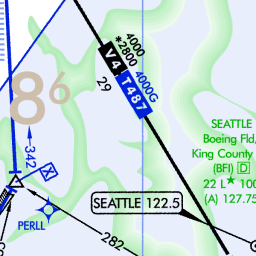 4000
*2800
V4
T487
4000G
29
8⁶
342
SEATTLE
Boeing Fld,
King County
(BFI) D
22 L* 100
(A) 127.75
SEATTLE 122.5
PERLL
282